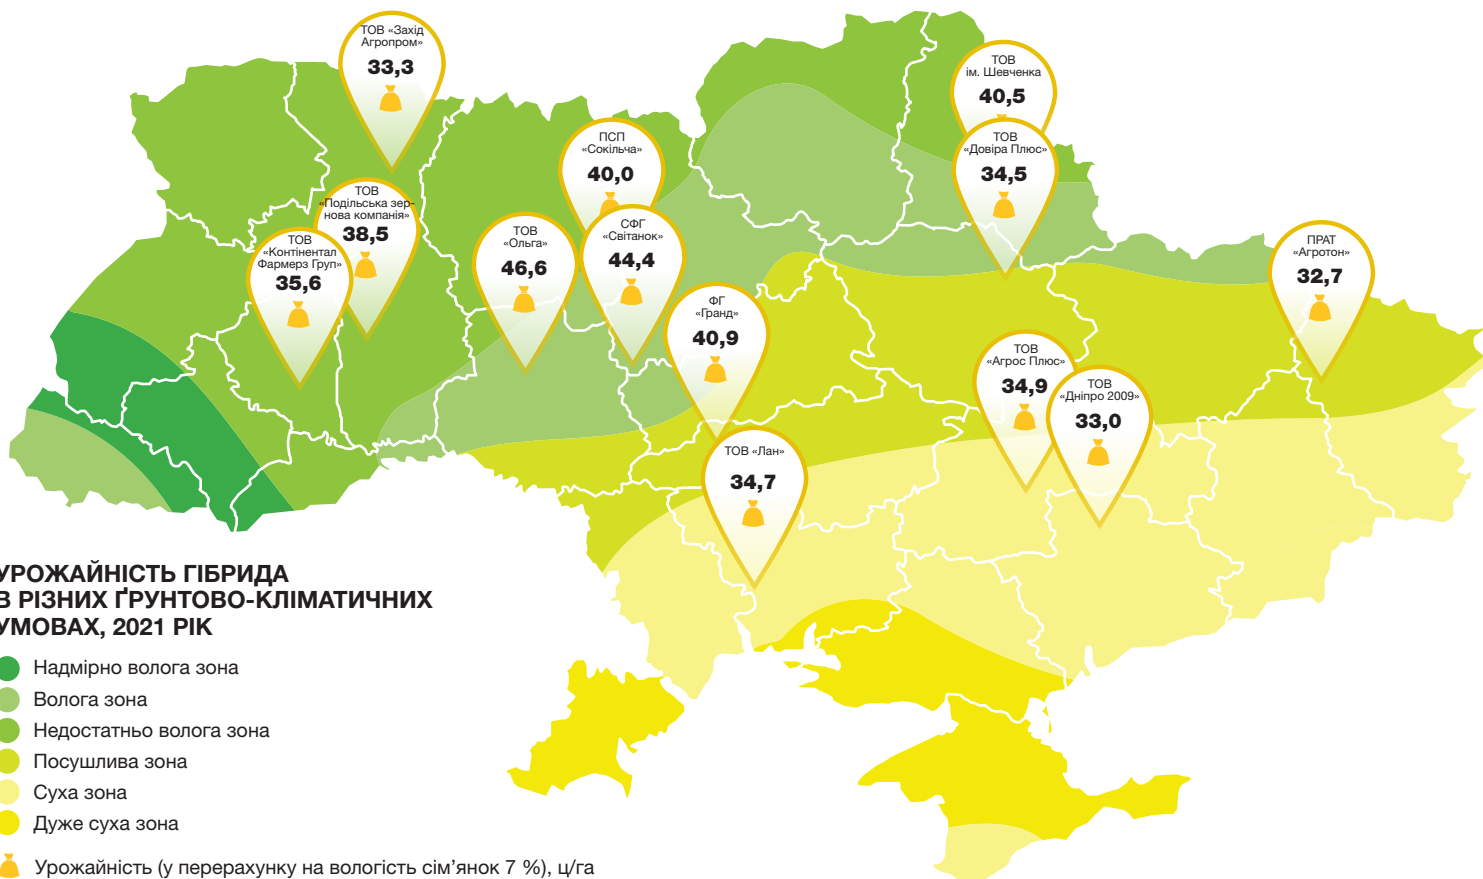 ТОВ «Захід
Агропром»
33,3
ТОВ
ім. Шевченка
40,5
ПСП
«Сокільча»
40,0
ТОВ
«Довіра Плюс»
34,5
ТОВ
«Подільська зер-
нова компанія»
38,5
ТОВ
«Контінентал
Фармерз Груп»
35,6
ТОВ
«Ольга»
46,6
СФГ
«Світанок»
44,4
ПРАТ
«Агротон»
32,7
ФГ
«Гранд»
40,9
ТОВ
«Агрос Плюс»
34,9
ТОВ
«Дніпро 2009»
33,0
ТОВ «Лан»
34,7
УРОЖАЙНІСТЬ ГІБРИДА
В РІЗНИХ ҐРУНТОВО-КЛІМАТИЧНИХ
УМОВАХ, 2021 РІК
Надмірно волога зона
Волога зона
Недостатньо волога зона
Посушлива зона
Суха зона
Дуже суха зона
Урожайність (у перерахунку на вологість сім’янок 7 %), ц/га